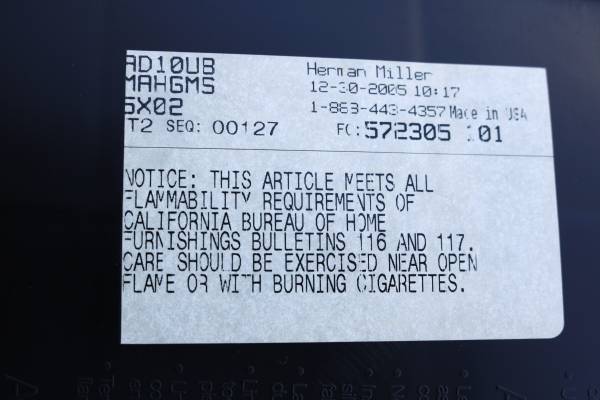 AD10UB
MAHGMS
5X02
T2 SEQ: 00127
Herman Miller
12-30-2005 10:17
1-888-443-4357 Made in USA
FO: 572305 101
NOTICE: THIS ARTICLE MEETS ALL
FLAMMABILITY REQUIREMENTS OF
CALIFORNIA BUREAU OF HOME
FURNISHINGS BULLETINS 116 AND 117.
CARE SHOULD BE EXERCISED NEAR OPEN
FLAME OR WITH BURNING CIGARETTES.